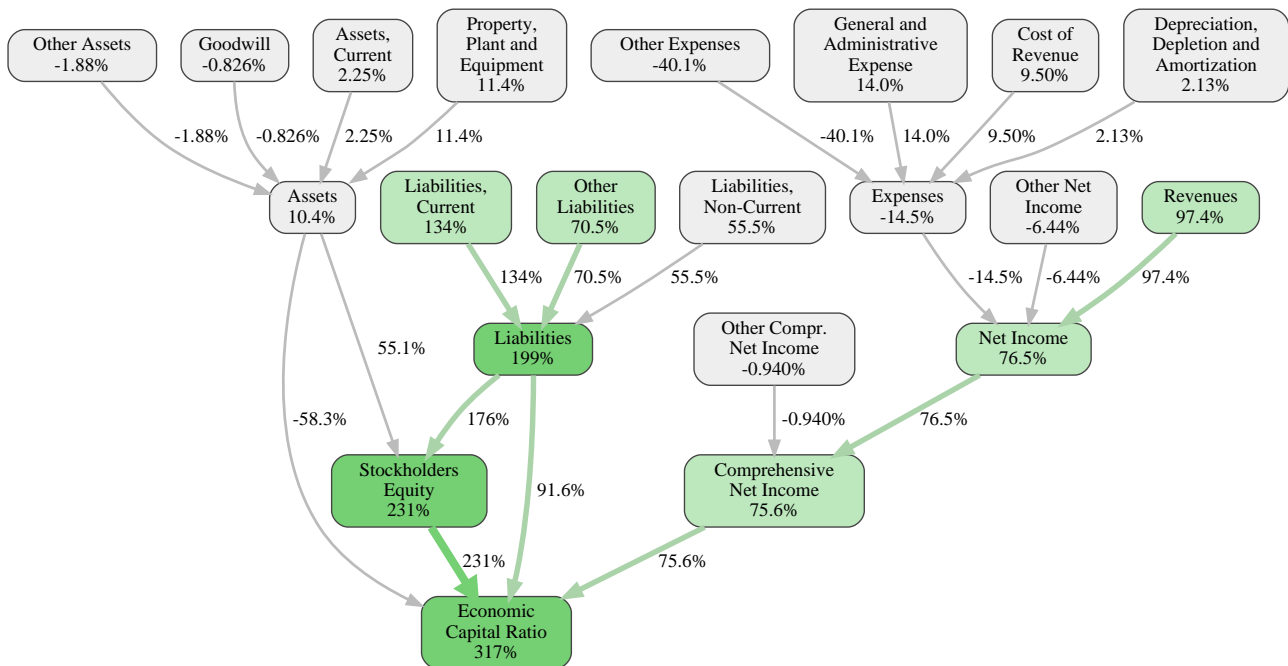 Other Assets
-1.88%
Goodwill
-0.826%
Assets,
Current
2.25%
Property,
Plant and
Equipment
11.4%
Other Expenses
-40.1%
General and
Administrative
Expense
14.0%
Cost of
Revenue
9.50%
Depreciation,
Depletion and
Amortization
2.13%
-1.88%
-0.826%
2.25%
11.4%
-40.1%
14.0%
9.50%
2.13%
Assets
10.4%
Liabilities,
Current
134%
Other
Liabilities
70.5%
Liabilities,
Non-Current
55.5%
Expenses
-14.5%
Other Net
Income
-6.44%
Revenues
97.4%
134%
70.5%
55.5%
-14.5%
-6.44%
97.4%
55.1%
Liabilities
199%
Other Compr.
Net Income
-0.940%
Net Income
76.5%
-58.3%
176%
-0.940%
76.5%
Stockholders
Equity
231%
91.6%
Comprehensive
Net Income
75.6%
231%
75.6%
Economic
Capital Ratio
317%